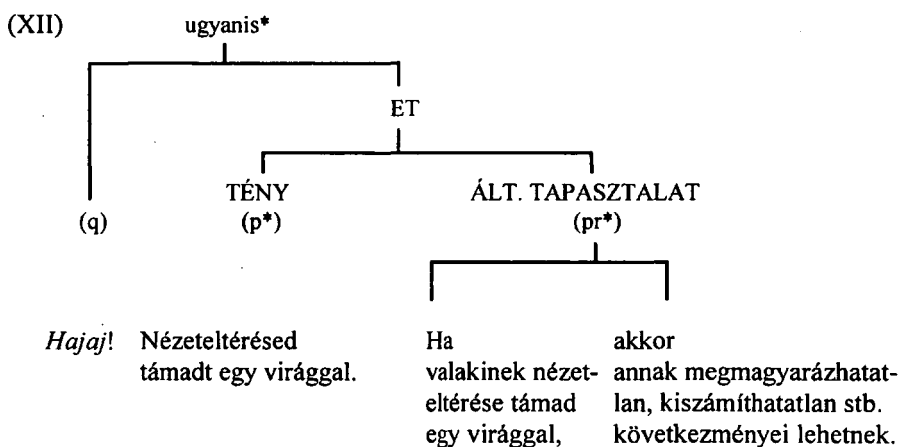 (XII) ugyanis*
ET
TÉNY ÁLT. TAPASZTALAT
(q) (p*) (pr*)
Hajaj! Nézeteltérésed Ha akkor
támadt egy virággal. valakinek nézet- annak megmagyarázhatat-
eltérése támad lan, kiszámíthatatlan stb.
egy virággal, következményei lehetnek.